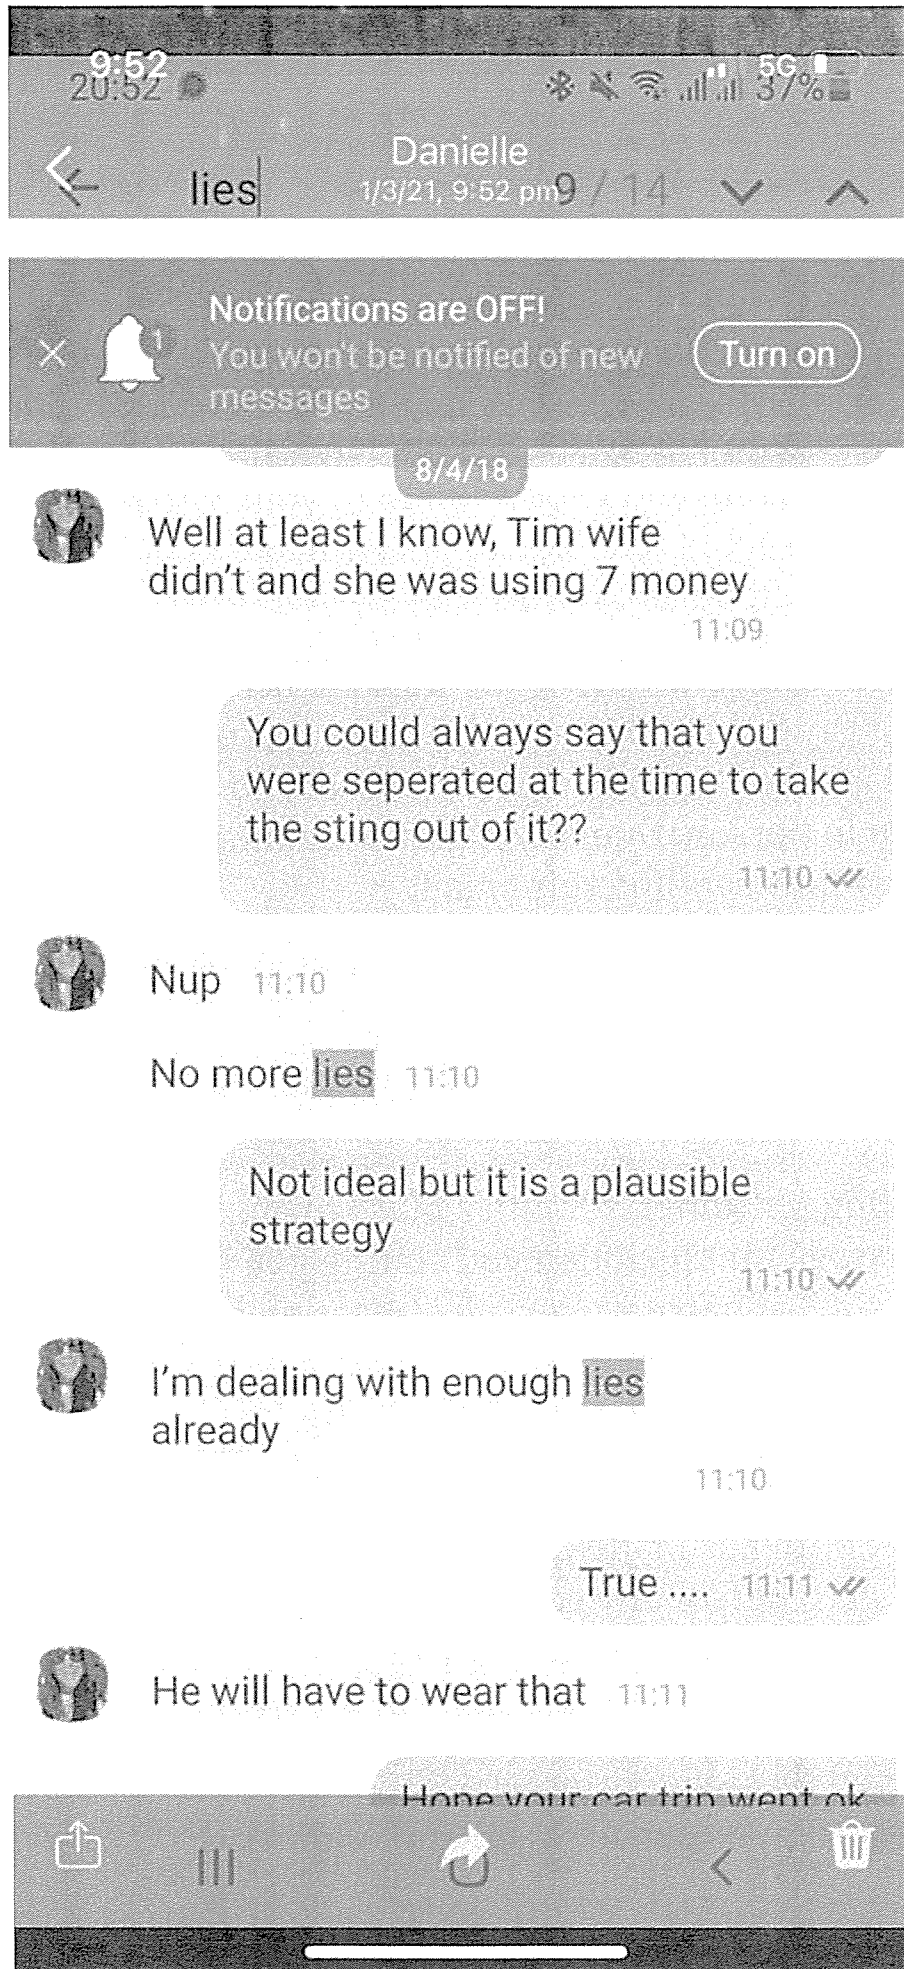 9:52
20:52
5G
37%
Danielle
lies
1/3/21, 9:52 pm
9 / 14
Notifications are OFF!
1
You won't be notified of new
messages
Turn on
8/4/18
Well at least I know, Tim wife
didn't and she was using 7 money
11:09
You could always say that you
were seperated at the time to take
the sting out of it??
11:10
Nup 11:10
No more lies 11:10
Not ideal but it is a plausible
strategy
11:10
I'm dealing with enough lies
already
11:10
True .... 11:11
He will have to wear that 11:11
Hope your car trip went ok